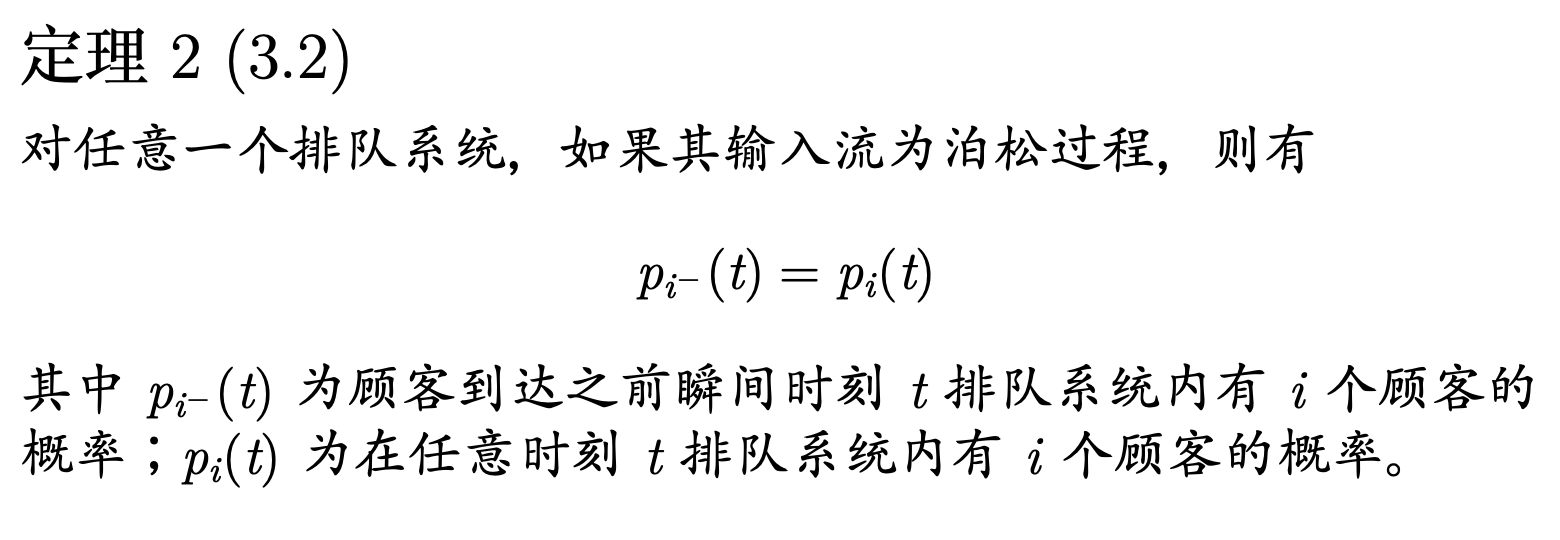 定理 2 (3.2)
对任意一个排队系统，如果其输入流为泊松过程，则有
p_{i^-}(t) = p_i(t)
其中 p_{i^-}(t) 为顾客到达之前瞬间时刻 t 排队系统内有 i 个顾客的
概率；p_i(t) 为在任意时刻 t 排队系统内有 i 个顾客的概率。